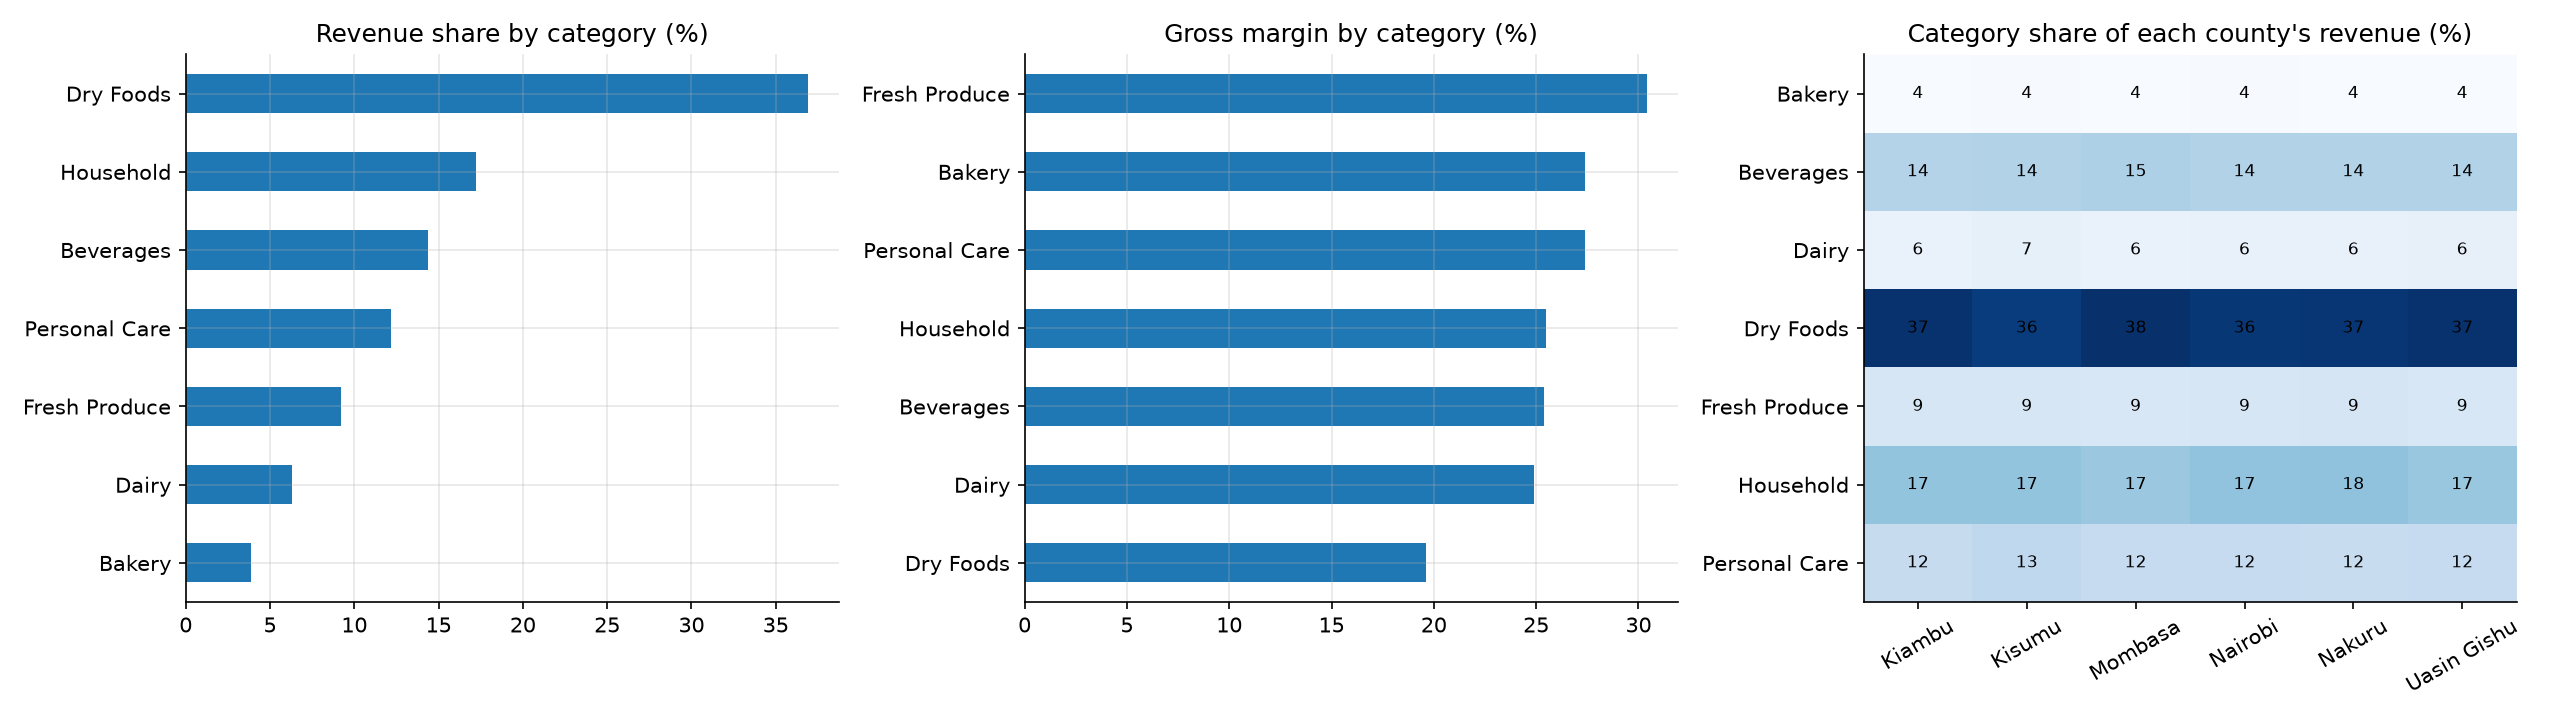 Revenue share by category (%)
Dry Foods
Household
Beverages
Personal Care
Fresh Produce
Dairy
Bakery
0 5 10 15 20 25 30 35
Gross margin by category (%)
Fresh Produce
Bakery
Personal Care
Household
Beverages
Dairy
Dry Foods
0 5 10 15 20 25 30
Category share of each county's revenue (%)
Bakery 4 4 4 4 4 4
Beverages 14 14 15 14 14 14
Dairy 6 7 6 6 6 6
Dry Foods 37 36 38 36 37 37
Fresh Produce 9 9 9 9 9 9
Household 17 17 17 17 18 17
Personal Care 12 13 12 12 12 12
Kiambu Kisumu Mombasa Nairobi Nakuru Uasin Gishu